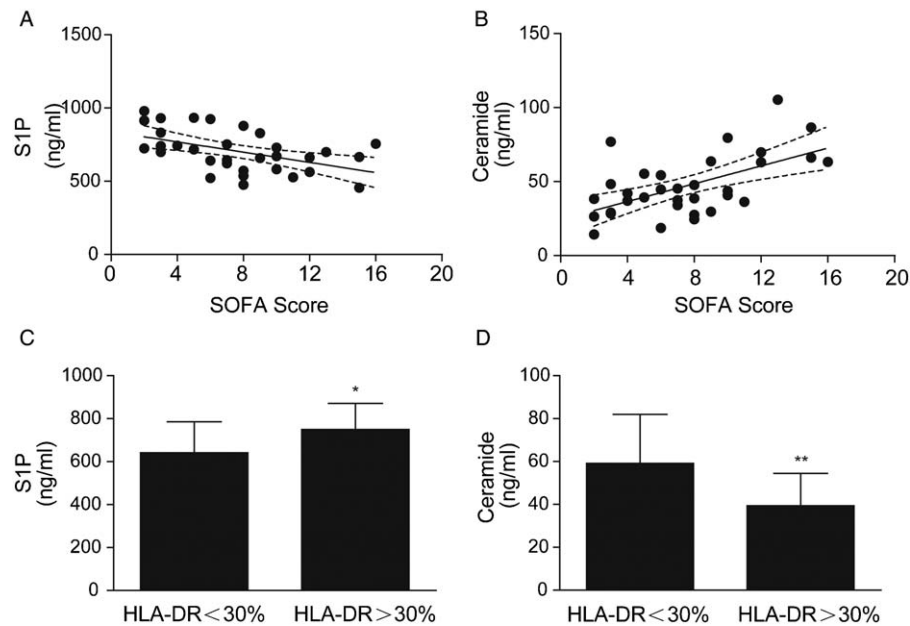 A
S1P
(ng/ml)
1500
1000
500
0
0 4 8 12 16 20
SOFA Score
B
Ceramide
(ng/ml)
150
100
50
0
0 4 8 12 16 20
SOFA Score
C
S1P
(ng/ml)
1000
800
600
400
200
0
*
HLA-DR<30% HLA-DR>30%
D
Ceramide
(ng/ml)
80
60
40
20
0
**
HLA-DR<30% HLA-DR>30%